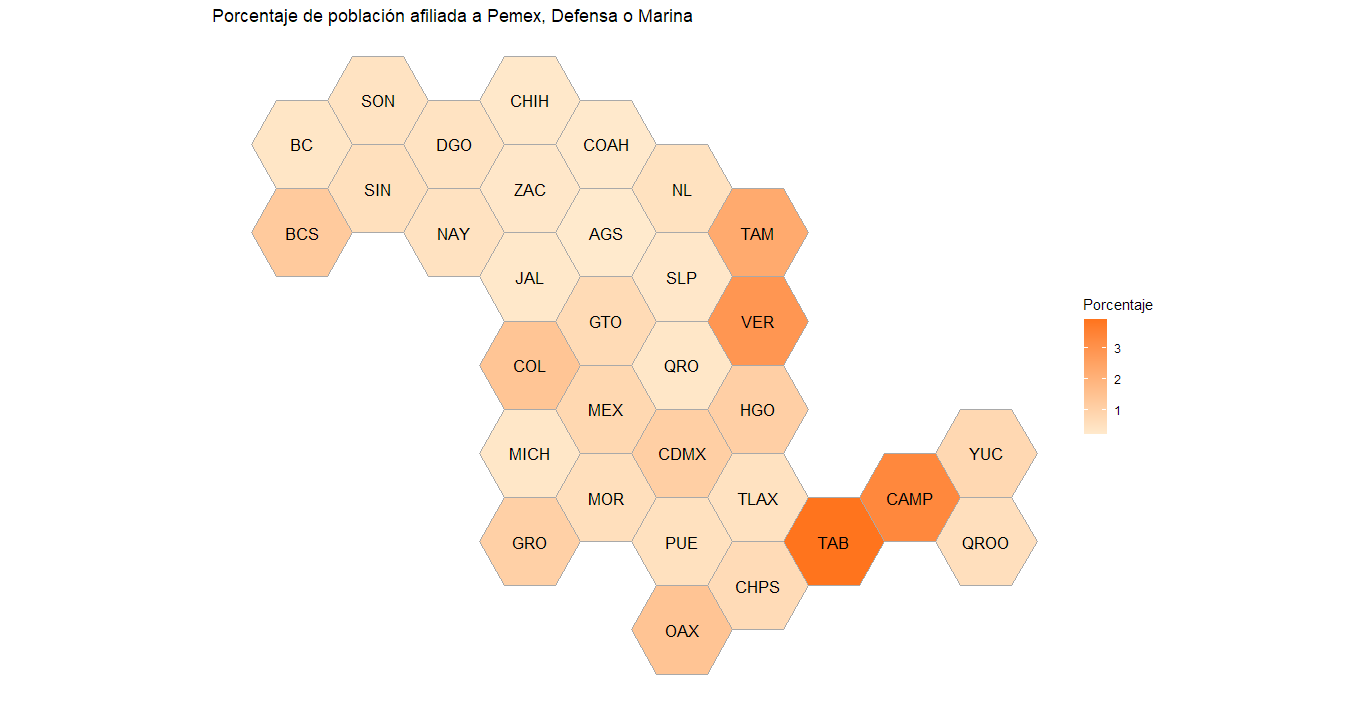 Porcentaje de población afiliada a Pemex, Defensa o Marina
SON
CHIH
BC
DGO
COAH
SIN
ZAC
NL
BCS
NAY
AGS
TAM
JAL
SLP
GTO
VER
COL
QRO
MEX
HGO
MICH
CDMX
YUC
MOR
TLAX
CAMP
GRO
PUE
TAB
QROO
CHPS
OAX
Porcentaje
3
2
1